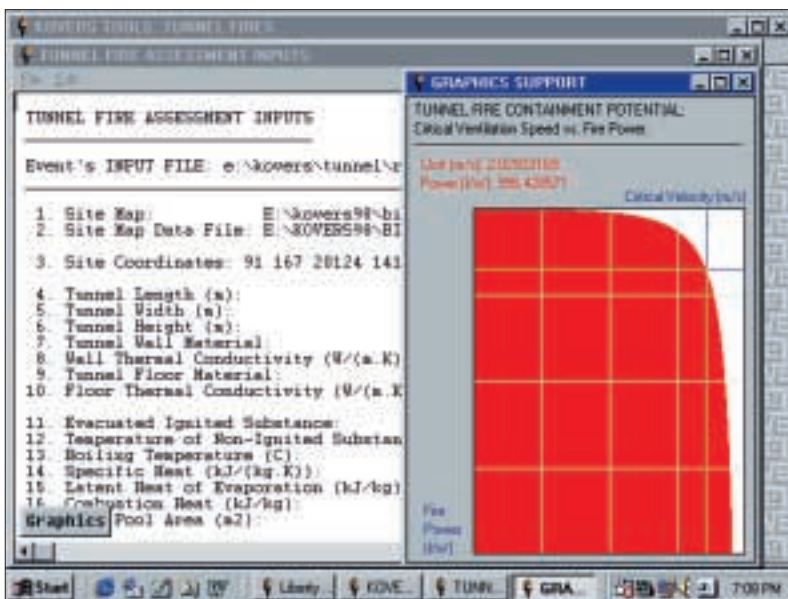 KOVERS TOOLS: TUNNEL FIRES
TUNNEL FIRE ASSESSMENT INPUTS
TUNNEL FIRE ASSESSMENT INPUTS
Event's INPUT FILE: e:\kovers\tunnel\r
1. Site Map: E:\kovers98\bi
2. Site Map Data File: E:\KOVERS98\BI
3. Site Coordinates: 91 167 20124 141
4. Tunnel Length (m):
5. Tunnel Width (m):
6. Tunnel Height (m):
7. Tunnel Wall Material:
8. Wall Thermal Conductivity (W/(m.K)
9. Tunnel Floor Material:
10. Floor Thermal Conductivity (W/(m.K
11. Evacuated Ignited Substance:
12. Temperature of Non-Ignited Substan
13. Boiling Temperature (C):
14. Specific Heat (kJ/(kg.K)):
15. Latent Heat of Evaporation (kJ/kg)
16. Combustion Heat (kJ/kg):
Pool Area (m2):
Graphics
GRAPHICS SUPPORT
TUNNEL FIRE CONTAINMENT POTENTIAL:
Critical Ventilation Speed vs. Fire Power
Power (kW):
Critical Velocity (m/s)
Fire
Power
(kW)
Start
Liberty
KOVE...
TUNN...
GRA...
7:09 PM